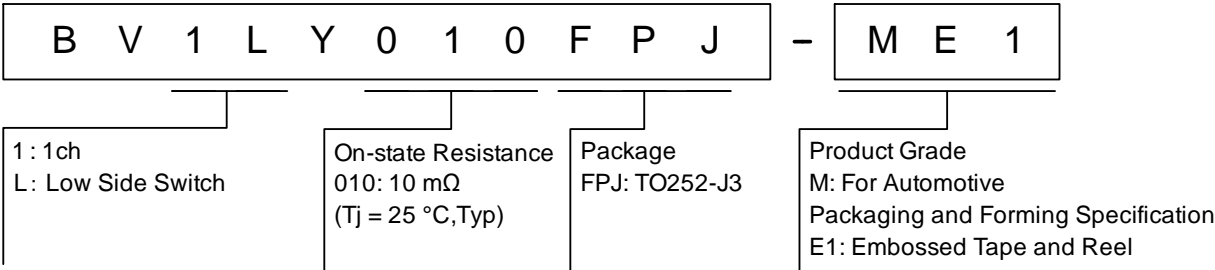 B V 1 L Y 0 1 0 F P J - M E 1
1 : 1ch
L: Low Side Switch
On-state Resistance
010: 10 mΩ
(Tj = 25 °C,Typ)
Package
FPJ: TO252-J3
Product Grade
M: For Automotive
Packaging and Forming Specification
E1: Embossed Tape and Reel